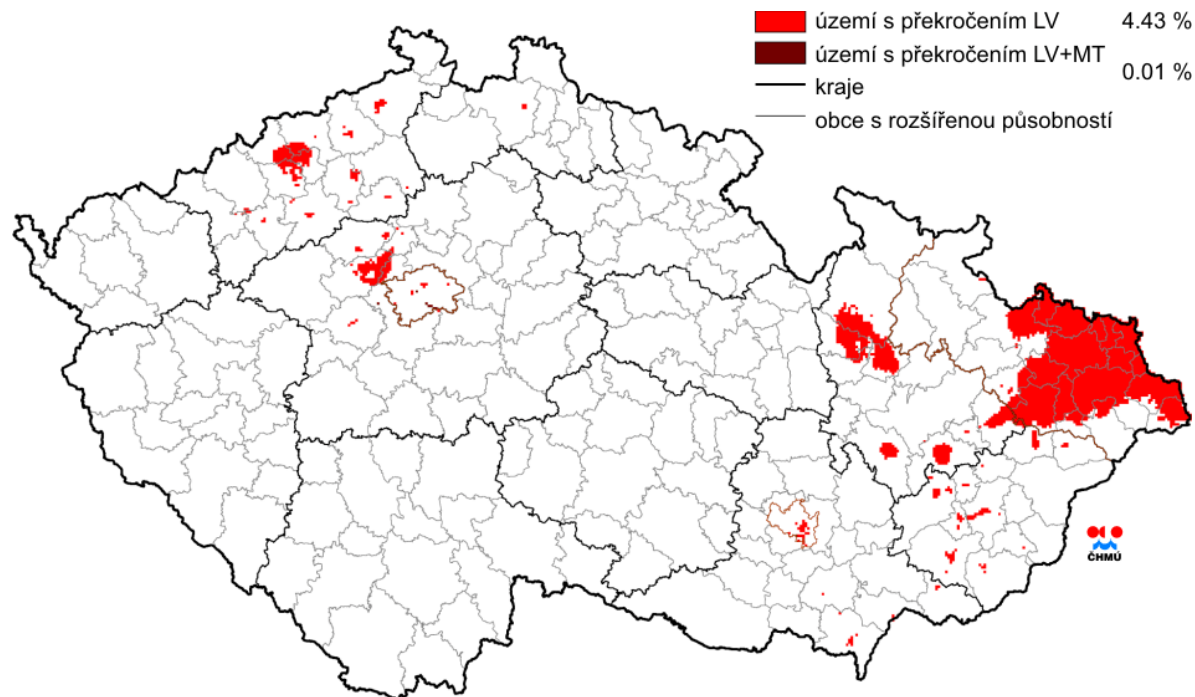 území s překročením LV 4.43 %
území s překročením LV+MT 0.01 %
kraje
obce s rozšířenou působností
ČHMÚ